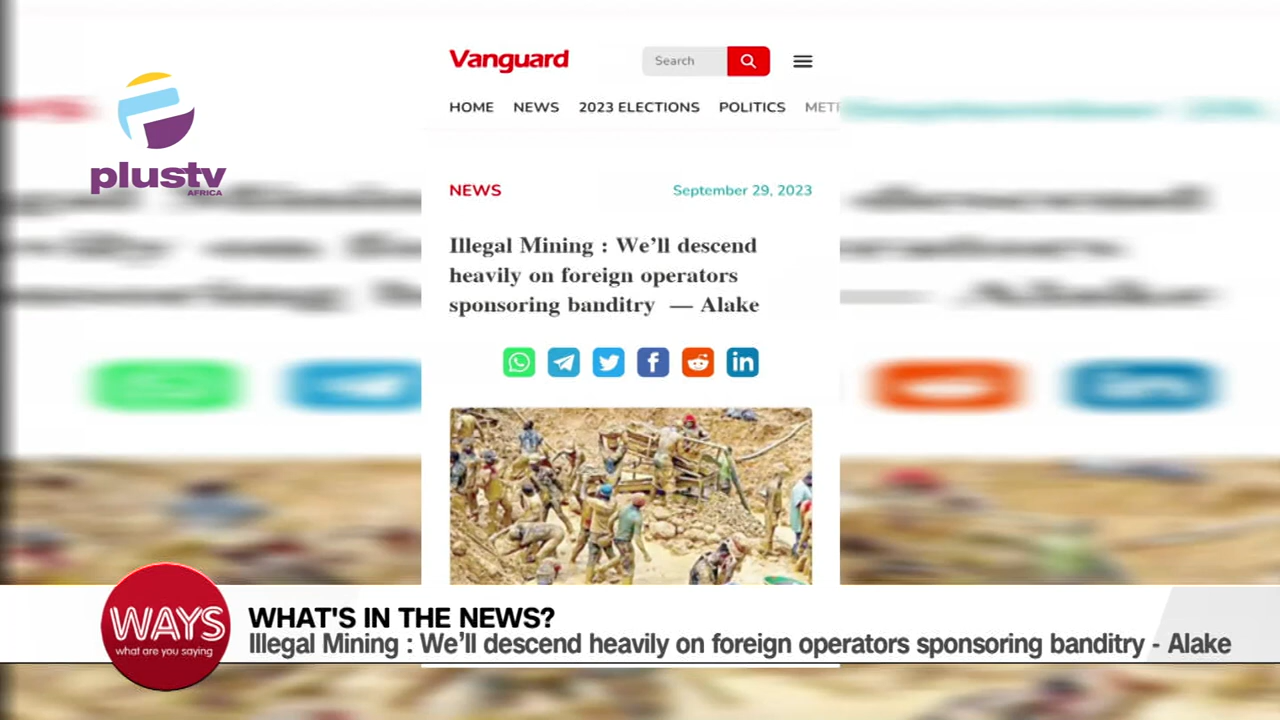 Vanguard
Search
HOME NEWS 2023 ELECTIONS POLITICS METR
plustv
AFRICA
NEWS
September 29, 2023
Illegal Mining : We’ll descend
heavily on foreign operators
sponsoring banditry — Alake
WAYS
what are you saying
WHAT'S IN THE NEWS?
Illegal Mining : We’ll descend heavily on foreign operators sponsoring banditry - Alake